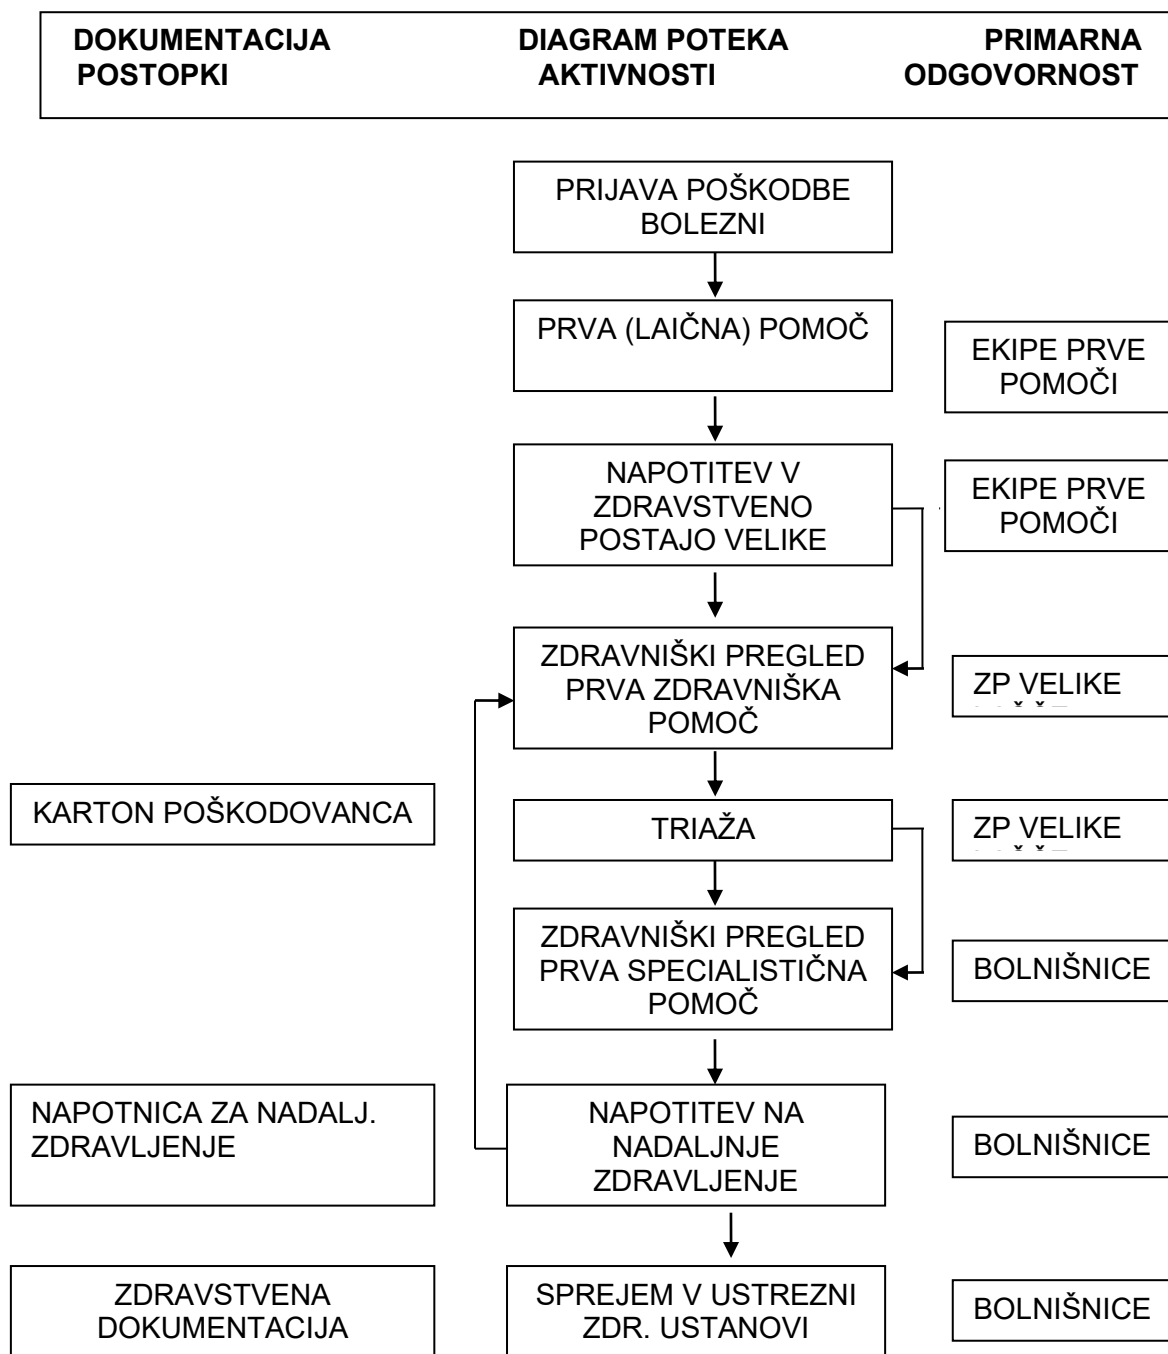 DOKUMENTACIJA DIAGRAM POTEKA PRIMARNA
POSTOPKI AKTIVNOSTI ODGOVORNOST
PRIJAVA POŠKODBE
BOLEZNI
PRVA (LAIČNA) POMOČ
EKIPE PRVE
POMOČI
NAPOTITEV V
ZDRAVSTVENO
POSTAJO VELIKE
EKIPE PRVE
POMOČI
ZDRAVNIŠKI PREGLED
PRVA ZDRAVNIŠKA
POMOČ
ZP VELIKE
KARTON POŠKODOVANCA
TRIAŽA
ZP VELIKE
ZDRAVNIŠKI PREGLED
PRVA SPECIALISTIČNA
POMOČ
BOLNIŠNICE
NAPOTNICA ZA NADALJ.
ZDRAVLJENJE
NAPOTITEV NA
NADALJNJE
ZDRAVLJENJE
BOLNIŠNICE
ZDRAVSTVENA
DOKUMENTACIJA
SPREJEM V USTREZNI
ZDR. USTANOVI
BOLNIŠNICE